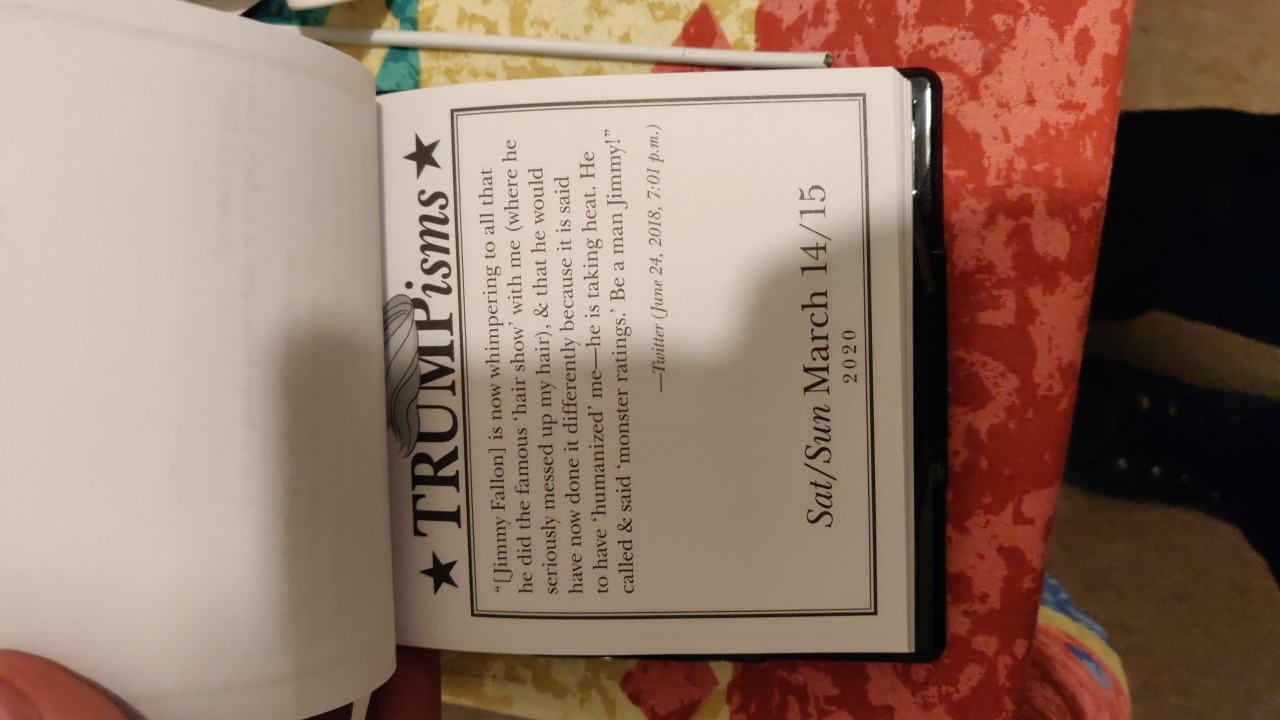 ★ TRUMPisms ★
“[Jimmy Fallon] is now whimpering to all that
he did the famous ‘hair show’ with me (where he
seriously messed up my hair), & that he would
have now done it differently because it is said
to have ‘humanized’ me—he is taking heat. He
called & said ‘monster ratings.’ Be a man Jimmy!”
—Twitter (June 24, 2018, 7:01 p.m.)
Sat/Sun March 14/15
2020